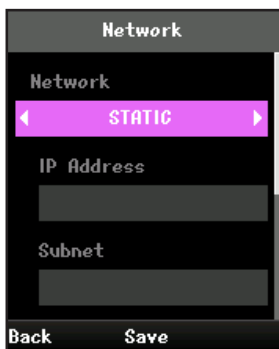 Network
Network
STATIC
IP Address
Subnet
Back Save